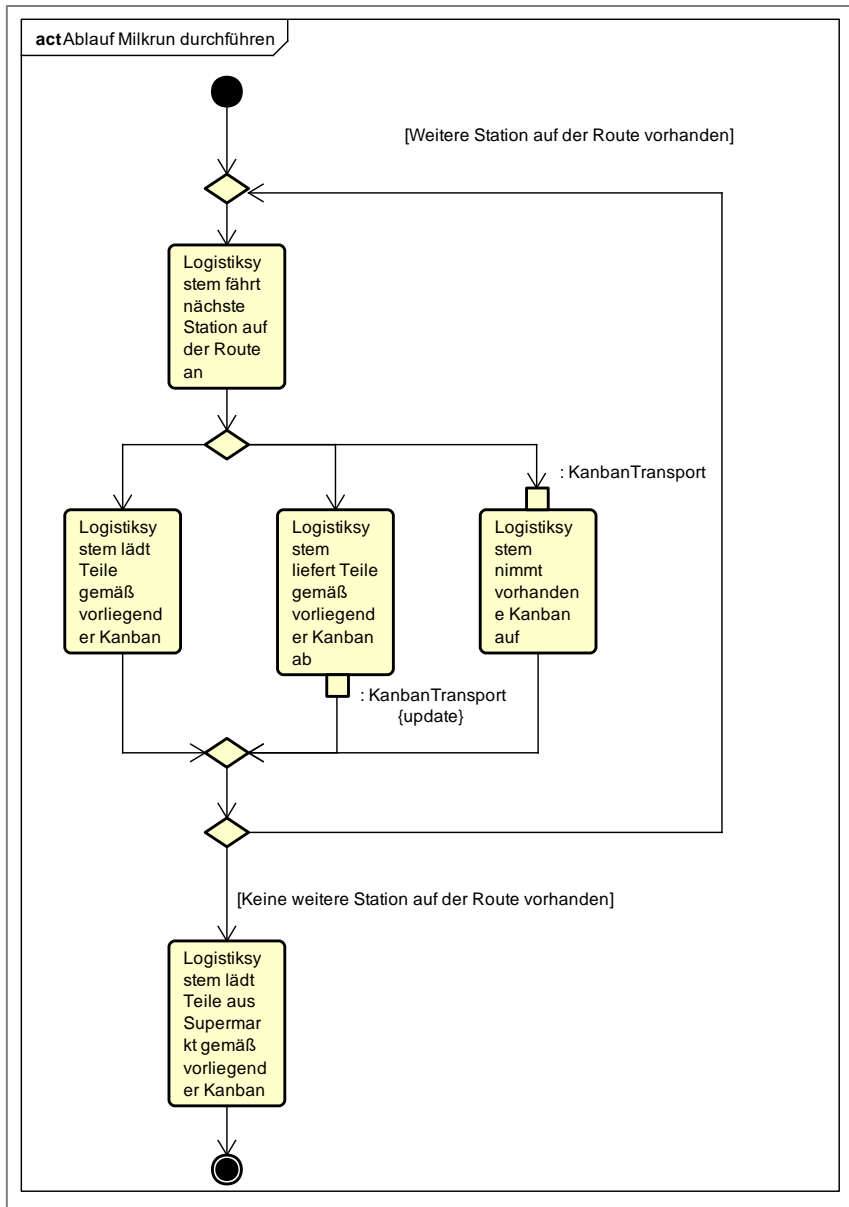 act Ablauf Milkrun durchführen
[Weitere Station auf der Route vorhanden]
Logistiksy
stem fährt
nächste
Station auf
der Route
an
: KanbanTransport
Logistiksy
stem lädt
Teile
gemäß
vorliegend
er Kanban
Logistiksy
stem
liefert Teile
gemäß
vorliegend
er Kanban
ab
Logistiksy
stem
nimmt
vorhanden
e Kanban
auf
: KanbanTransport
{update}
[Keine weitere Station auf der Route vorhanden]
Logistiksy
stem lädt
Teile aus
Supermar
kt gemäß
vorliegend
er Kanban